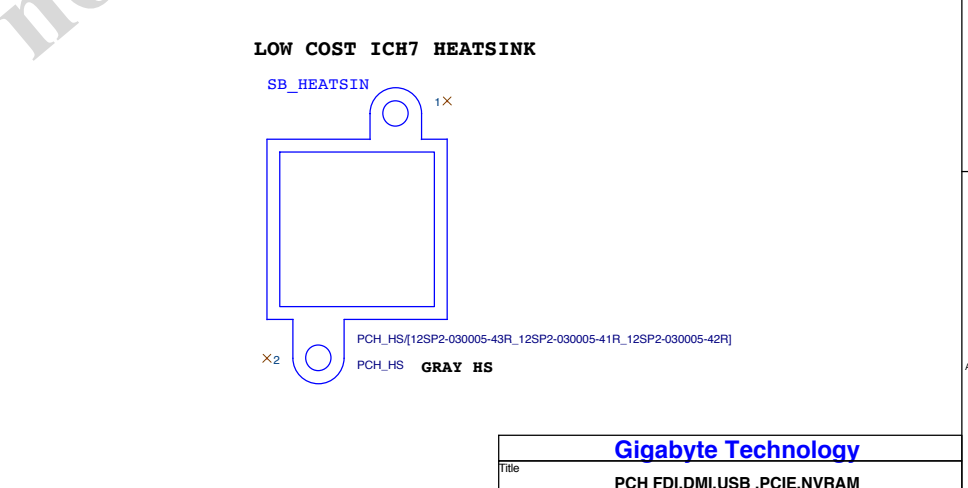 LOW COST ICH7 HEATSINK
SB_HEATSIN
1
PCH_HS/[12SP2-030005-43R_12SP2-030005-41R_12SP2-030005-42R]
2
PCH_HS GRAY HS
A
Gigabyte Technology
Title
PCH FDI,DMI,USB ,PCIE,NVRAM